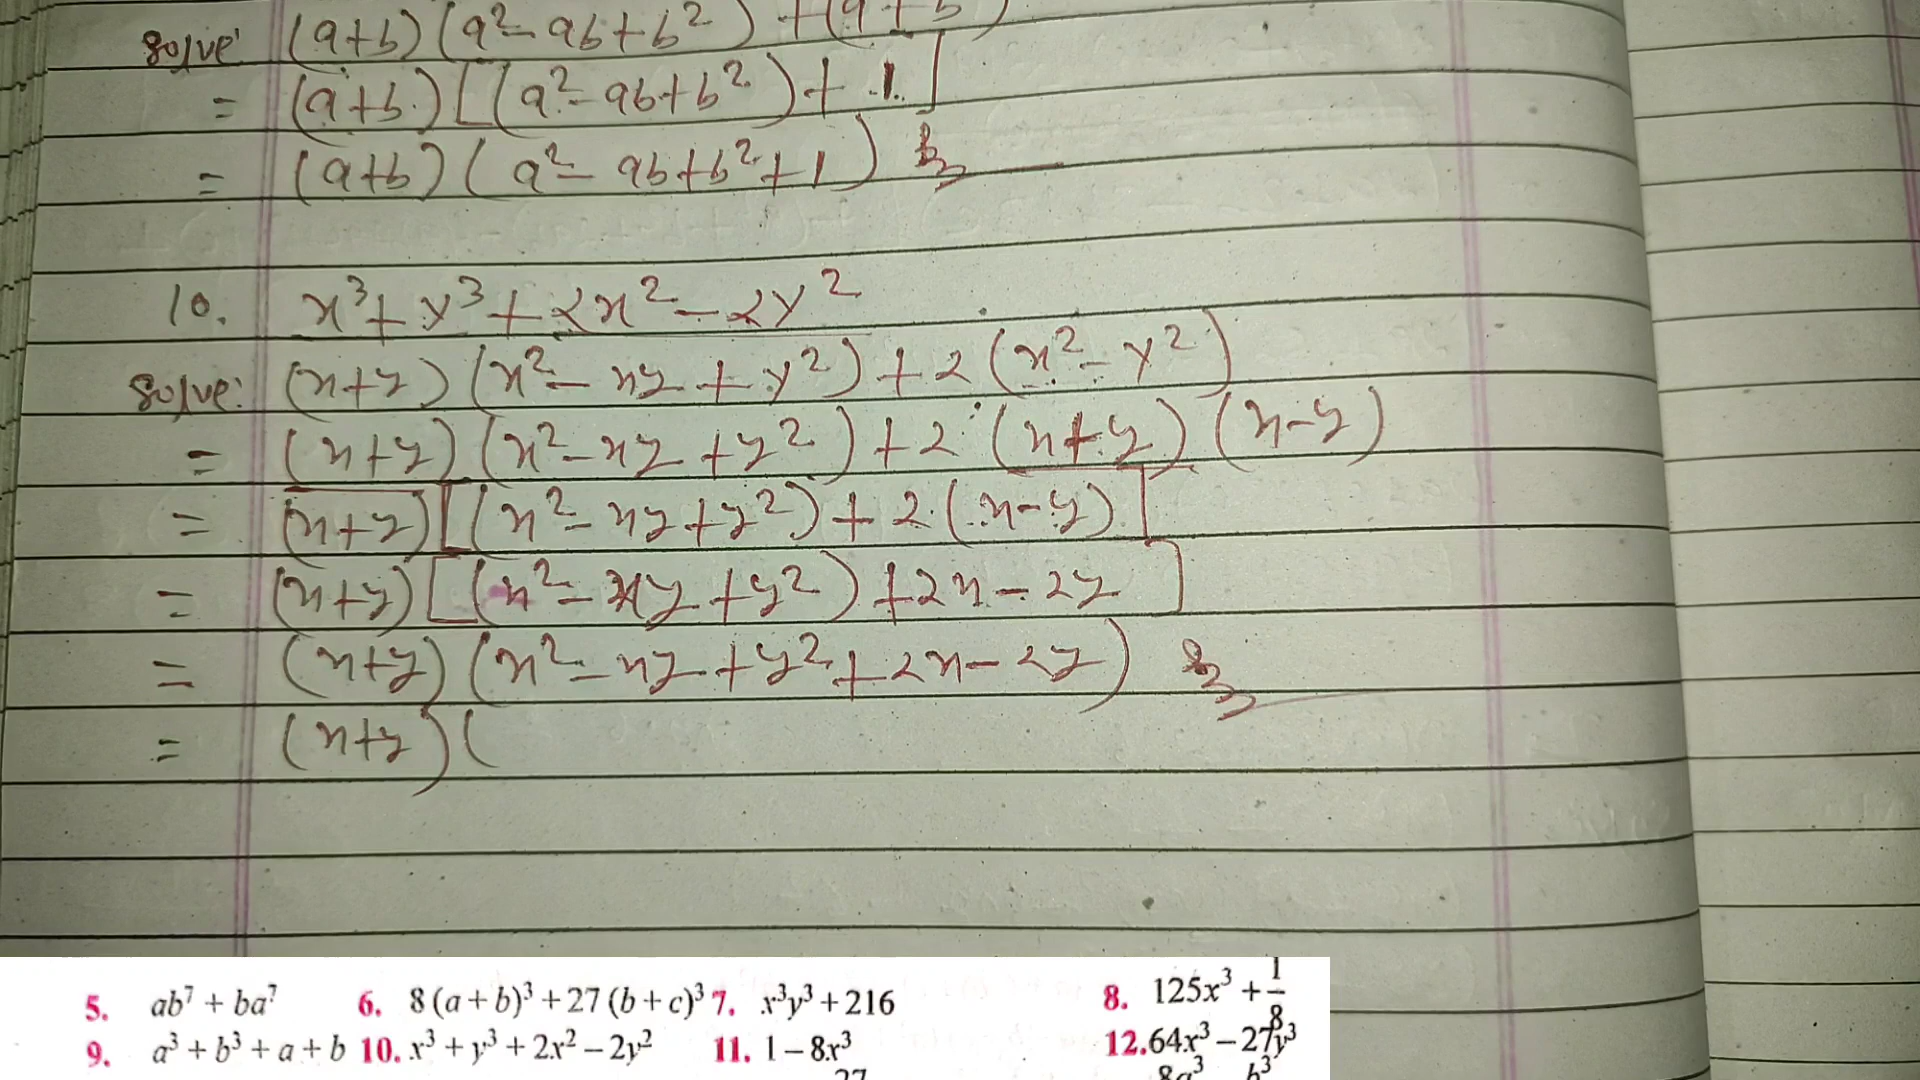 Solve: (a+b)(a²-ab+b²)+(a+b)
= (a+b)[(a²-ab+b²)+1]
= (a+b)(a²-ab+b²+1)
10. x³+y³+2x²-2y²
Solve: (x+y)(x²-xy+y²)+2(x²-y²)
= (x+y)(x²-xy+y²)+2(x+y)(x-y)
= (x+y)[(x²-xy+y²)+2(x-y)]
= (x+y)[(x²-xy+y²)+2x-2y]
= (x+y)(x²-xy+y²+2x-2y)
= (x+y)(
5. ab⁷ + ba⁷ 6. 8(a+b)³ + 27(b+c)³ 7. x³y³ + 216 8. 125x³ + 1/8
9. a³ + b³ + a + b 10. x³ + y³ + 2x² – 2y² 11. 1 – 8x³ 12. 64x³ – 27y³
27 8a³ b³